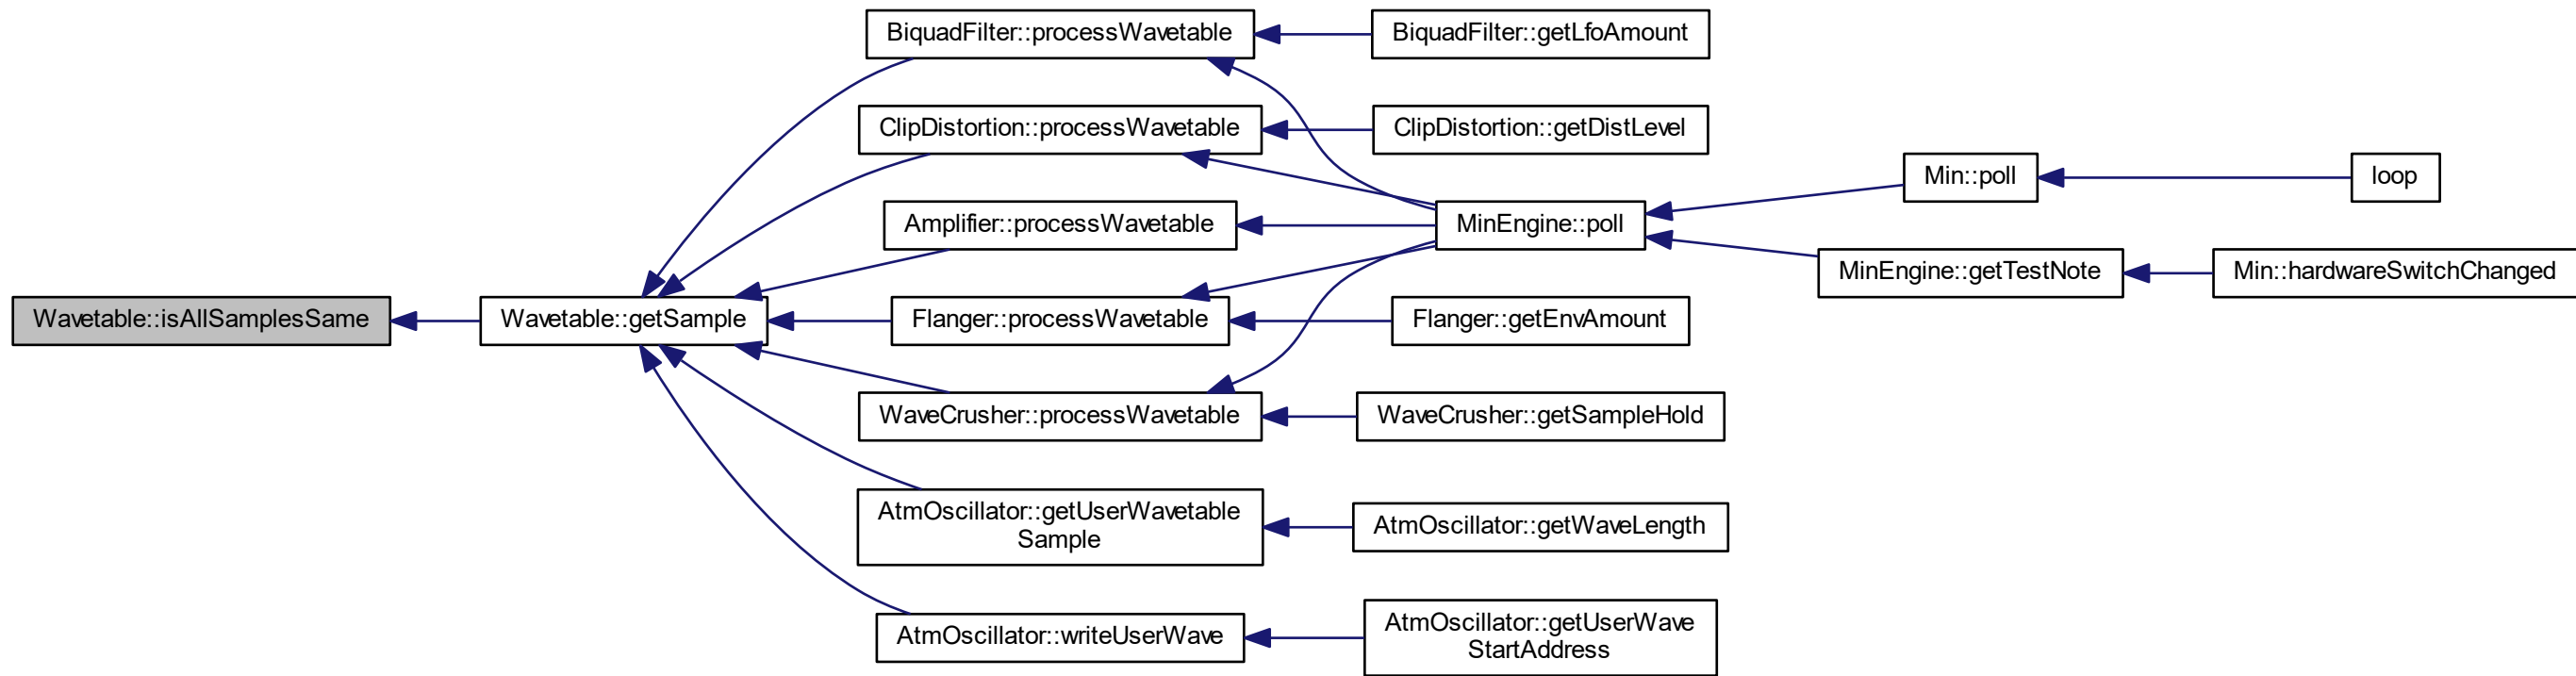 BiquadFilter::processWavetable
BiquadFilter::getLfoAmount
ClipDistortion::processWavetable
ClipDistortion::getDistLevel
Min::poll
loop
Amplifier::processWavetable
MinEngine::poll
MinEngine::getTestNote
Min::hardwareSwitchChanged
Wavetable::isAllSamplesSame
Wavetable::getSample
Flanger::processWavetable
Flanger::getEnvAmount
WaveCrusher::processWavetable
WaveCrusher::getSampleHold
AtmOscillator::getUserWavetable
Sample
AtmOscillator::getWaveLength
AtmOscillator::writeUserWave
AtmOscillator::getUserWave
StartAddress